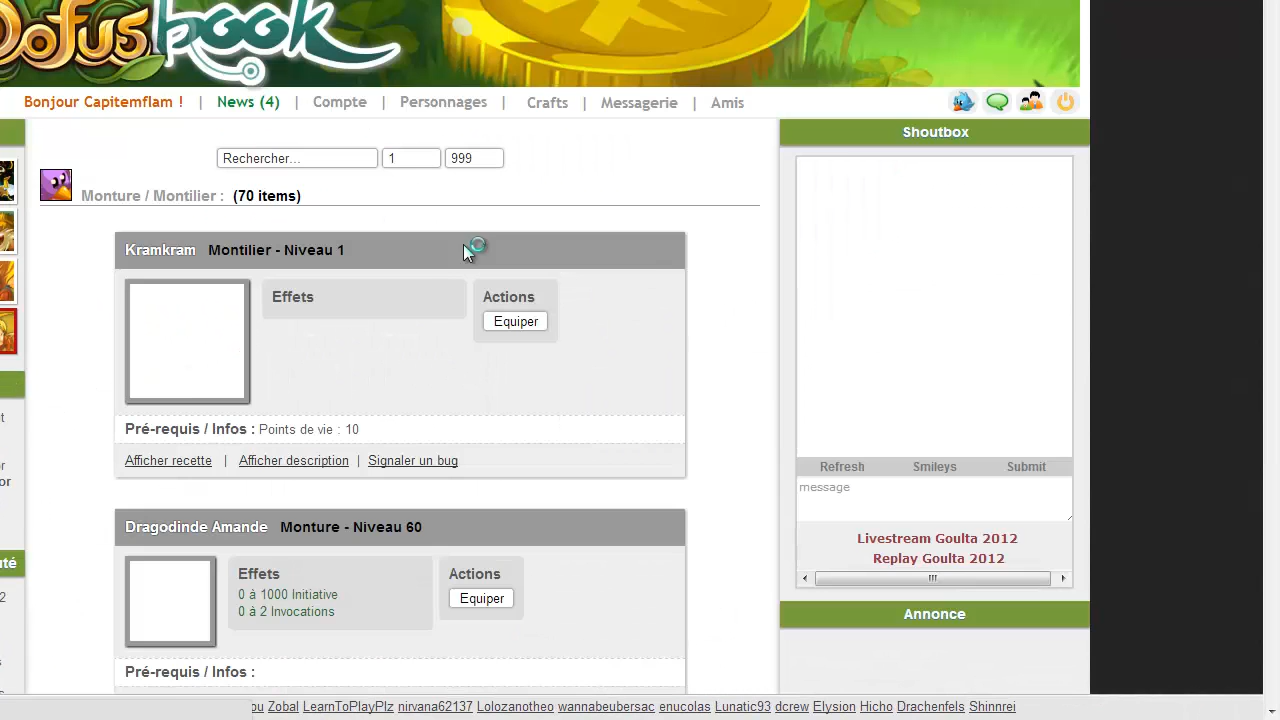 Dofusbook
Bonjour Capitemflam ! | News (4) | Compte | Personnages | Crafts | Messagerie | Amis
Shoutbox
Rechercher... 1 999
Monture / Montilier : (70 items)
Kramkram Montilier - Niveau 1
Effets
Actions
Equiper
Pré-requis / Infos : Points de vie : 10
Afficher recette | Afficher description | Signaler un bug
Dragodinde Amande Monture - Niveau 60
Effets
0 à 1000 Initiative
0 à 2 Invocations
Actions
Equiper
Pré-requis / Infos :
Refresh Smileys Submit
message
Livestream Goulta 2012
Replay Goulta 2012
Annonce
ou Zobal LearnToPlayPlz nirvana62137 Lolozanotheo wannabeubersac enucolas Lunatic93 dcrew Elysion Hicho Drachenfels Shinnrei